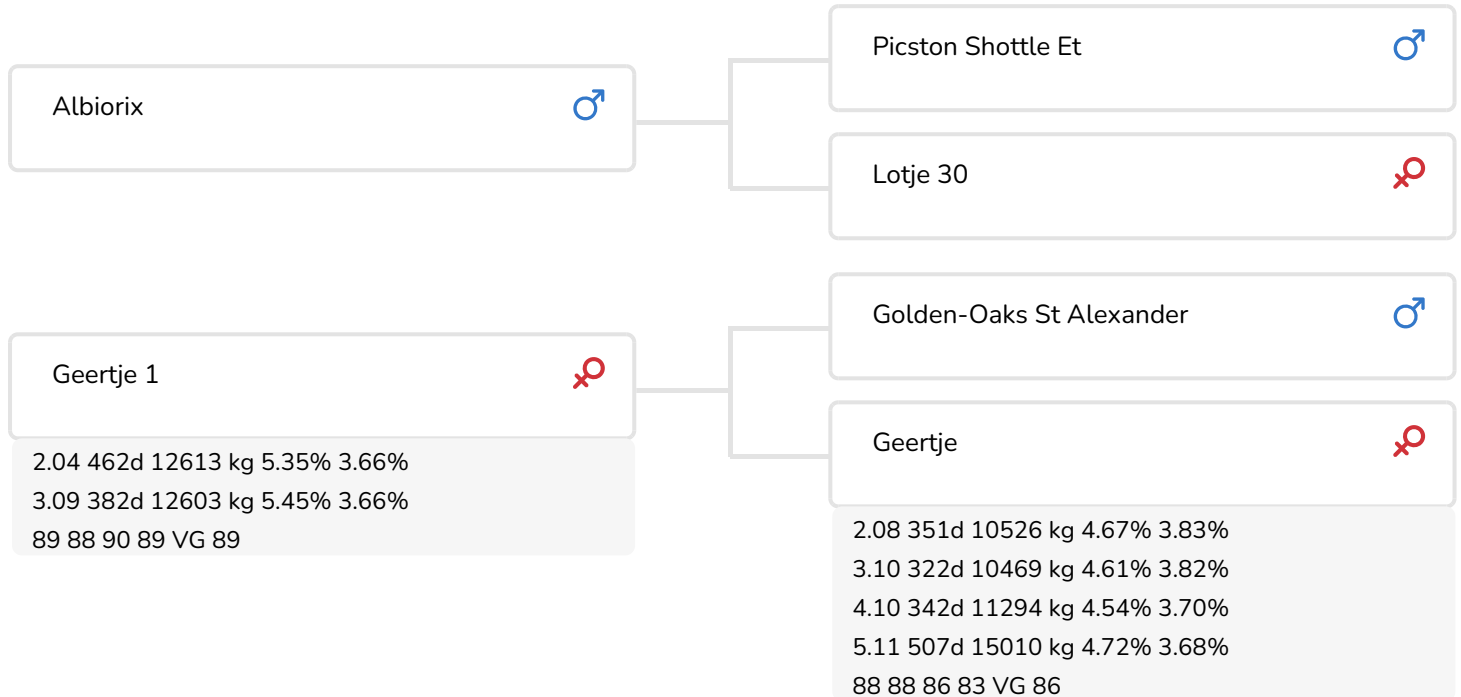 Albiorix
Picston Shottle Et
Lotje 30
Geertje 1
2.04 462d 12613 kg 5.35% 3.66%
3.09 382d 12603 kg 5.45% 3.66%
89 88 90 89 VG 89
Golden-Oaks St Alexander
Geertje
2.08 351d 10526 kg 4.67% 3.83%
3.10 322d 10469 kg 4.61% 3.82%
4.10 342d 11294 kg 4.54% 3.70%
5.11 507d 15010 kg 4.72% 3.68%
88 88 86 83 VG 86